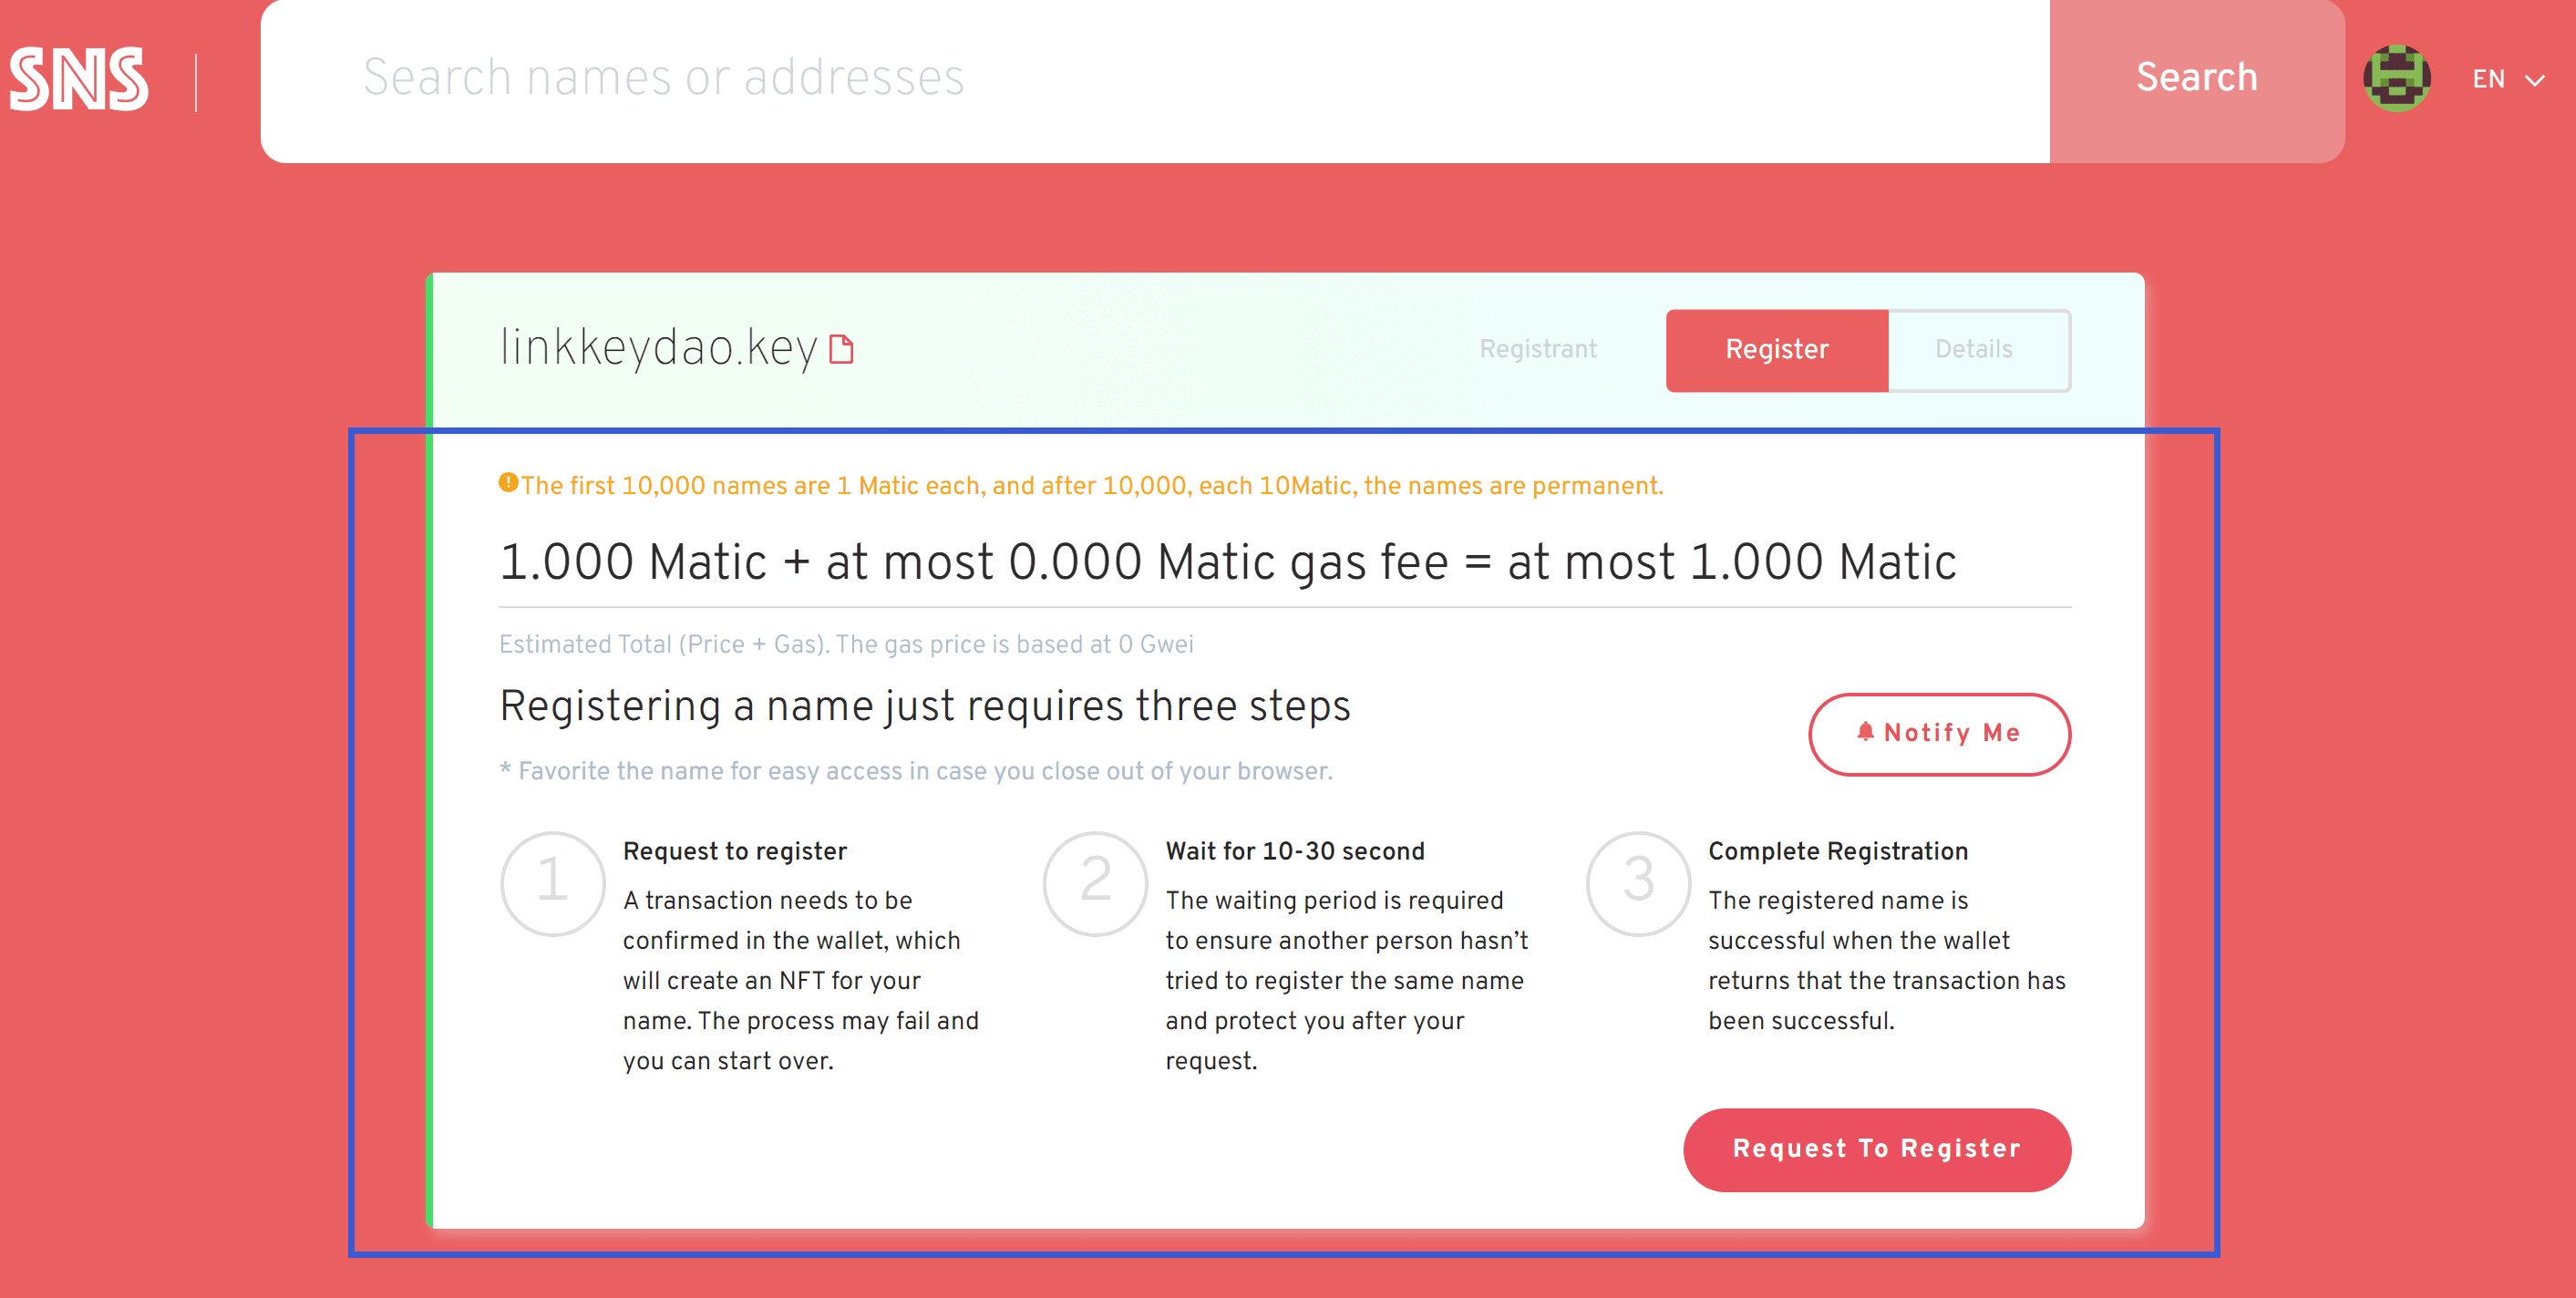 SNS
Search names or addresses
Search
EN
linkkeydao.key
Registrant
Register
Details
The first 10,000 names are 1 Matic each, and after 10,000, each 10Matic, the names are permanent.
1.000 Matic + at most 0.000 Matic gas fee = at most 1.000 Matic
Estimated Total (Price + Gas). The gas price is based at 0 Gwei
Registering a name just requires three steps
Notify Me
* Favorite the name for easy access in case you close out of your browser.
1
Request to register
A transaction needs to be
confirmed in the wallet, which
will create an NFT for your
name. The process may fail and
you can start over.
2
Wait for 10-30 second
The waiting period is required
to ensure another person hasn’t
tried to register the same name
and protect you after your
request.
3
Complete Registration
The registered name is
successful when the wallet
returns that the transaction has
been successful.
Request To Register